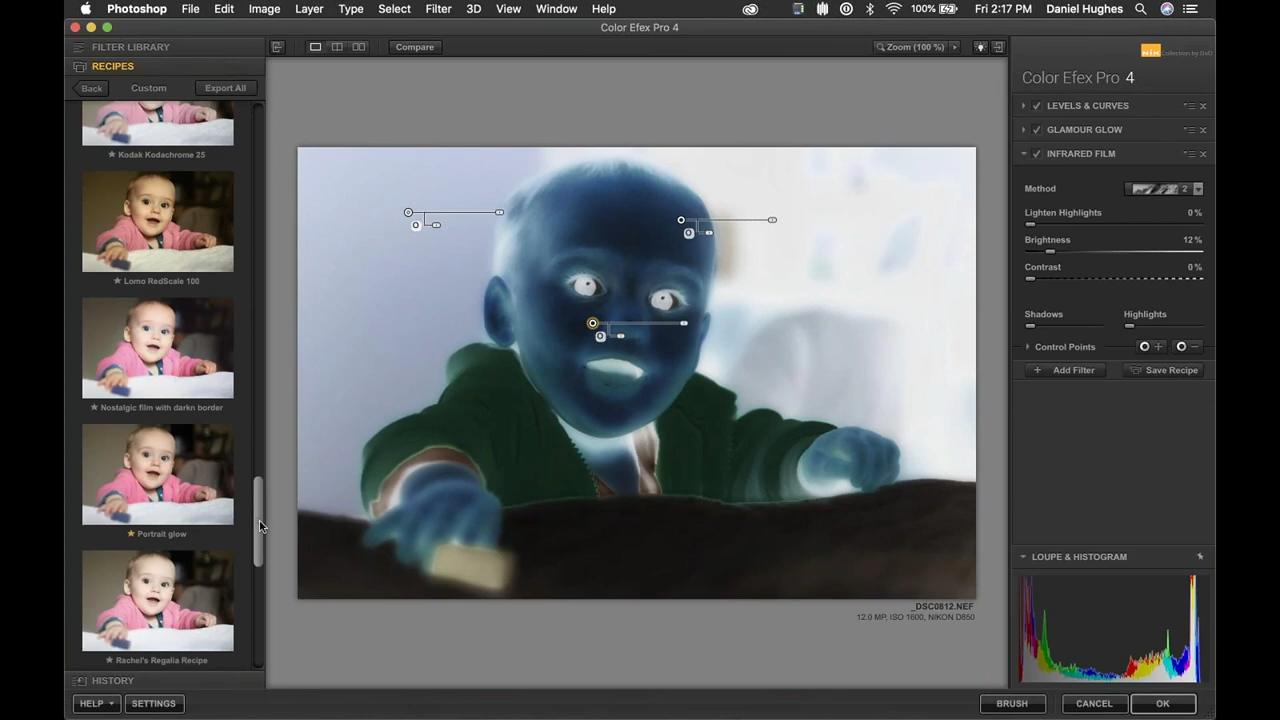 Photoshop File Edit Image Layer Type Select Filter 3D View Window Help 100% Fri 2:17 PM Daniel Hughes
Color Efex Pro 4
FILTER LIBRARY
RECIPES
Back Custom Export All
Compare
Zoom (100 %)
Nik Collection by DxO
Color Efex Pro 4
LEVELS & CURVES
GLAMOUR GLOW
INFRARED FILM
Method 2
Lighten Highlights 0%
Brightness 12%
Contrast 0%
Shadows Highlights
Control Points
Add Filter Save Recipe
Kodak Kodachrome 25
Lomo RedScale 100
Nostalgic film with darkn border
Portrait glow
Rachel's Regalia Recipe
LOUPE & HISTOGRAM
_DSC0812.NEF
12.0 MP, ISO 1600, NIKON D850
HISTORY
HELP SETTINGS
BRUSH CANCEL OK